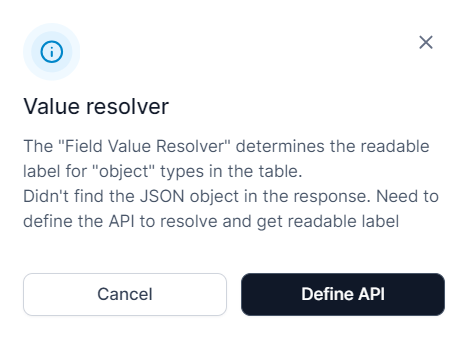 Value resolver
The "Field Value Resolver" determines the readable
label for "object" types in the table.
Didn't find the JSON object in the response. Need to
define the API to resolve and get readable label
Cancel
Define API